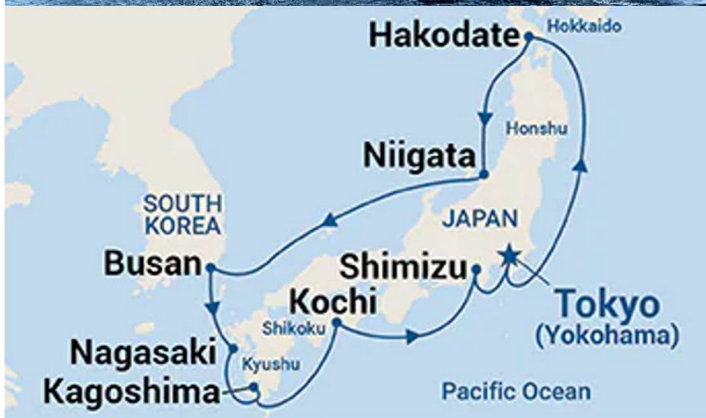 Hakodate
Hokkaido
Honshu
Niigata
SOUTH
KOREA
JAPAN
Busan
Shimizu
Kochi
Tokyo
(Yokohama)
Shikoku
Nagasaki
Kyushu
Kagoshima
Pacific Ocean